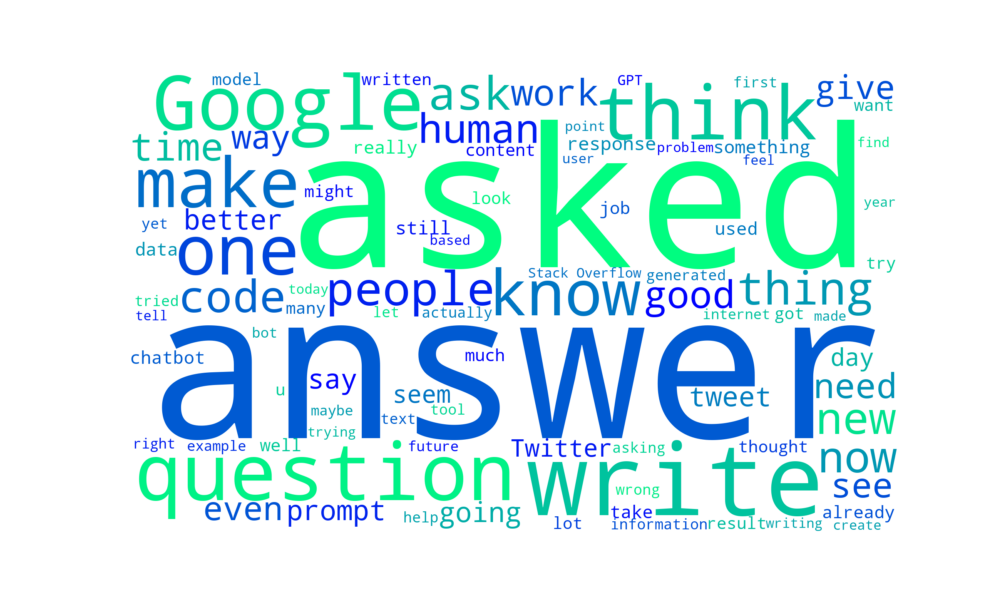 model written GPT first give
Google ask work think want
time way human point response problem something find
really content user feel
make asked might look job used year
yet better still based
data one try
Stack Overflow generated
tried code today people know good thing
tell many let actually internet got made
answer bot much day
chatbot say seem tweet need
u maybe text tool new
trying
right example well future Twitter asking thought now
question write wrong see
even prompt help going take already
lot information result writing create